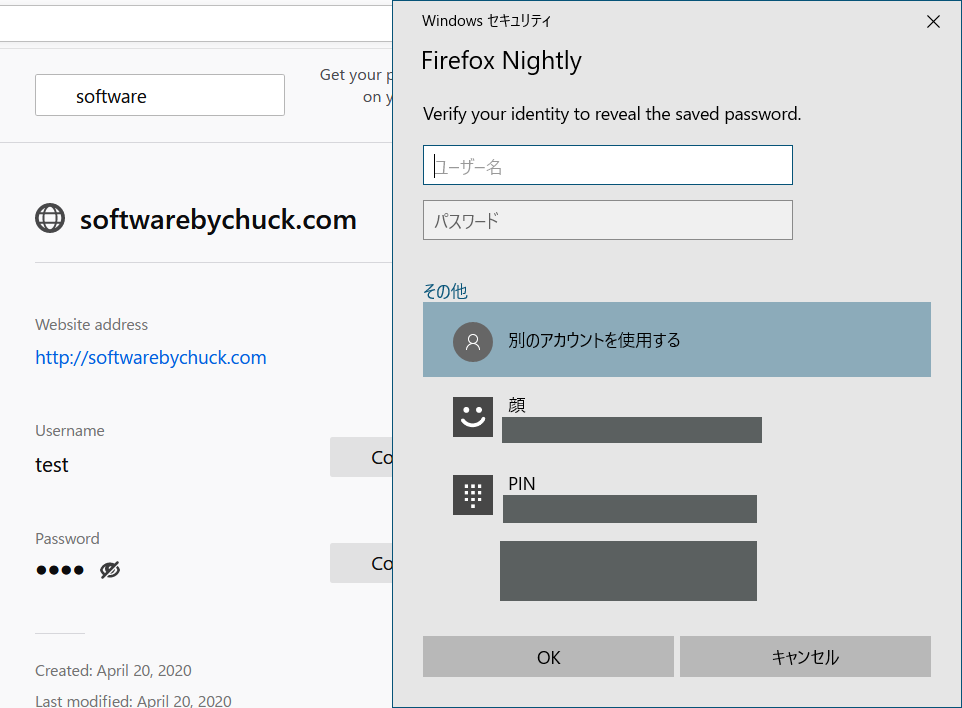 software
Get your p
on y
softwarebychuck.com
Website address
http://softwarebychuck.com
Username
test
Co
Password
Co
Created: April 20, 2020
Last modified: April 20, 2020
Windows セキュリティ
Firefox Nightly
Verify your identity to reveal the saved password.
ユーザー名
パスワード
その他
別のアカウントを使用する
顔
PIN
OK
キャンセル